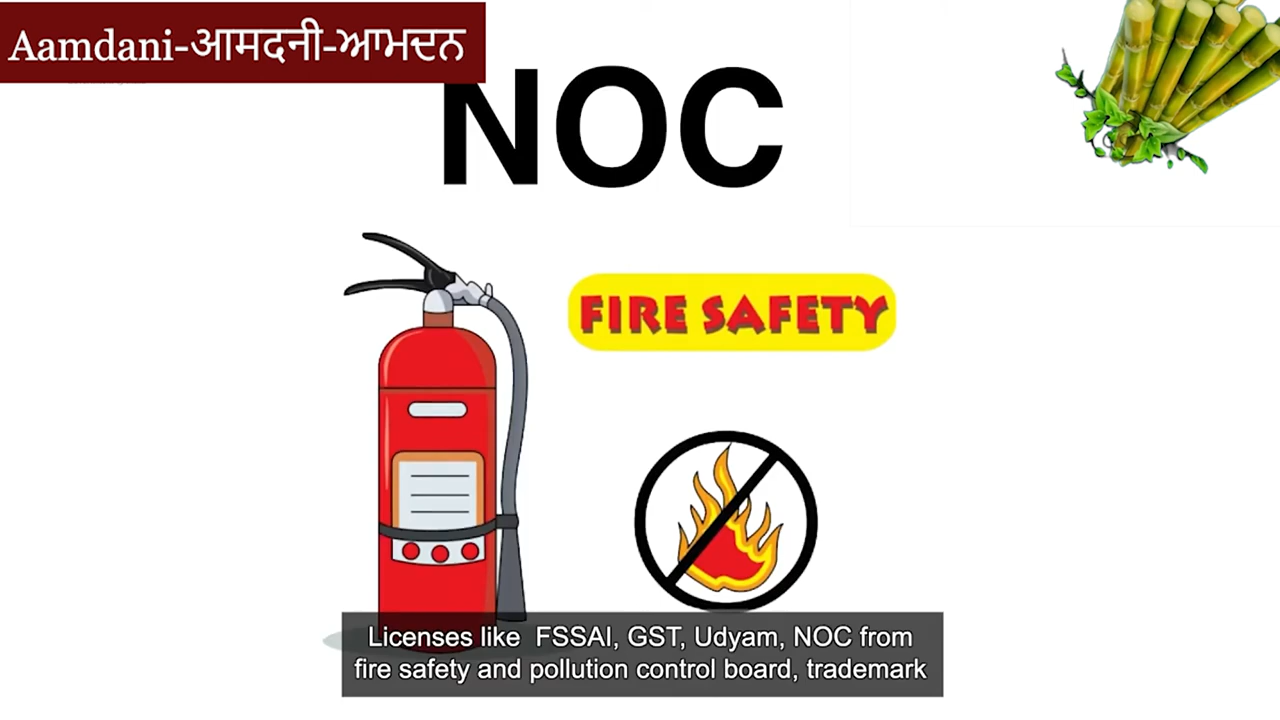 Aamdani-आमदनी-ਆਮਦਨ
NOC
FIRE SAFETY
Licenses like FSSAI, GST, Udyam, NOC from
fire safety and pollution control board, trademark